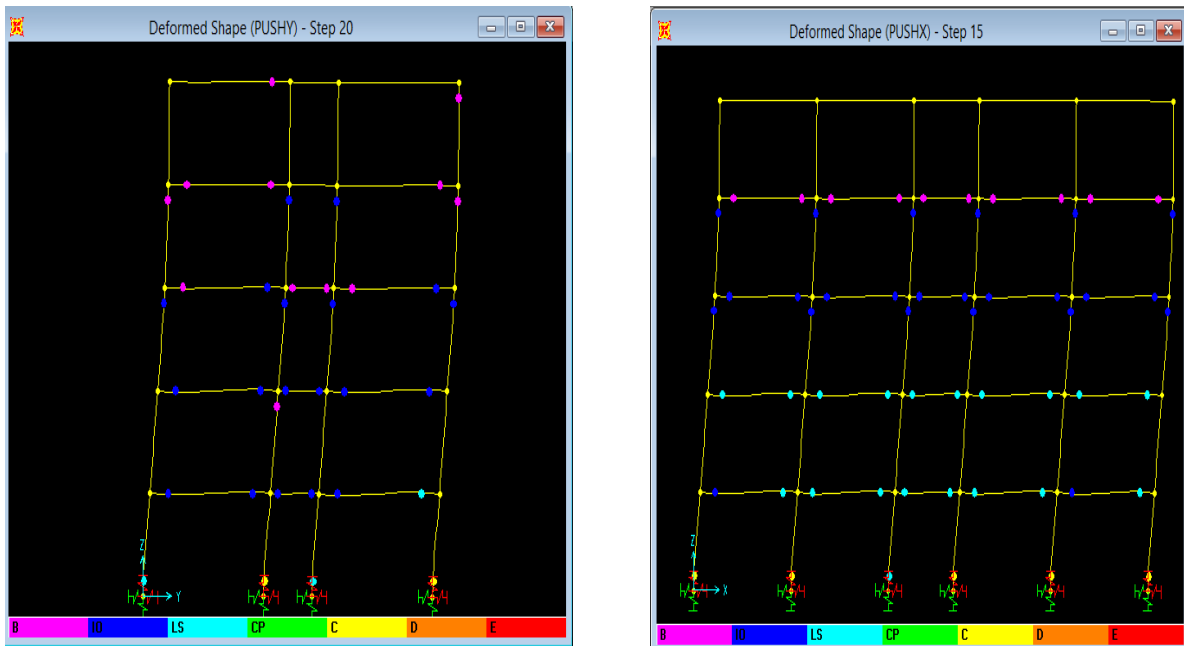 Deformed Shape (PUSHY) - Step 20
Z
Y
B IO LS CP C D E
Deformed Shape (PUSHX) - Step 15
Z
X
B IO LS CP C D E